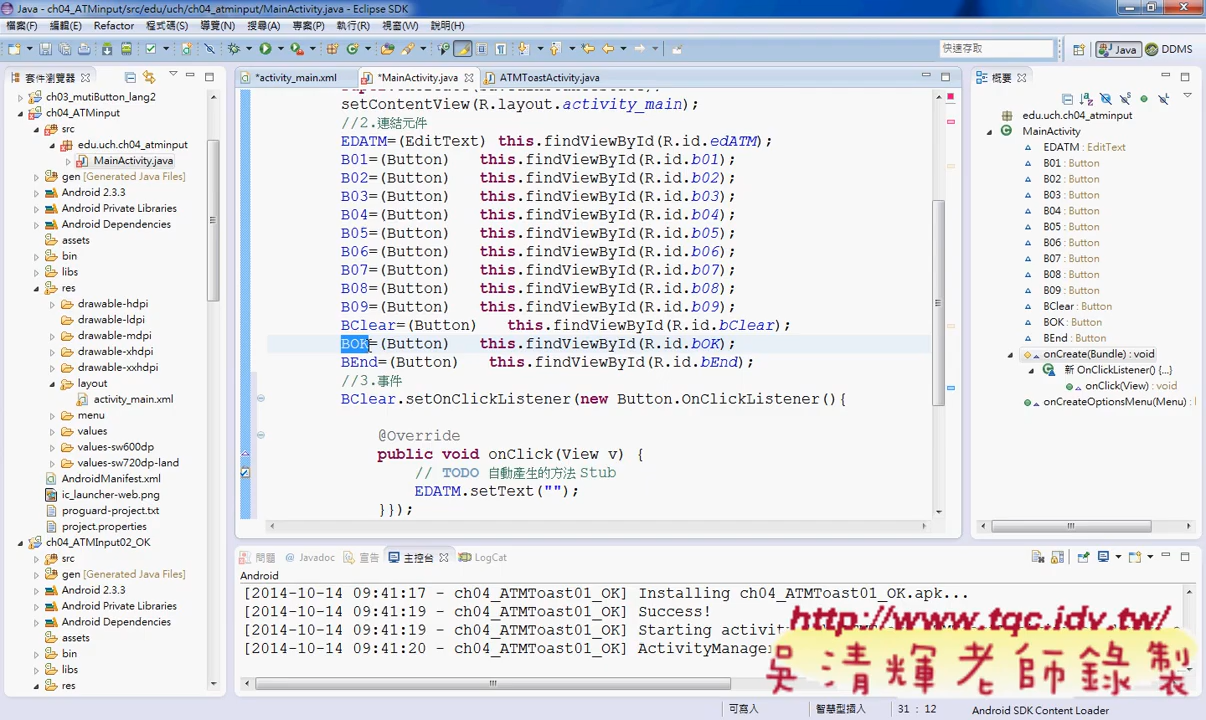 Java - ch04_ATMinput/src/edu/uch/ch04_atminput/MainActivity.java - Eclipse SDK
檔案(F) 編輯(E) Refactor 程式碼(S) 導覽(N) 搜尋(A) 專案(P) 執行(R) 視窗(W) 說明(H)
快速存取 Java DDMS
套件瀏覽器
ch03_mutiButton_lang2
ch04_ATMinput
src
edu.uch.ch04_atminput
MainActivity.java
gen [Generated Java Files]
Android 2.3.3
Android Private Libraries
Android Dependencies
assets
bin
libs
res
drawable-hdpi
drawable-ldpi
drawable-mdpi
drawable-xhdpi
drawable-xxhdpi
layout
activity_main.xml
menu
values
values-sw600dp
values-sw720dp-land
AndroidManifest.xml
ic_launcher-web.png
proguard-project.txt
project.properties
ch04_ATMInput02_OK
src
gen [Generated Java Files]
Android 2.3.3
Android Private Libraries
Android Dependencies
assets
bin
libs
res
*activity_main.xml *MainActivity.java ATMToastActivity.java
setContentView(R.layout.activity_main);
//2.連結元件
EDATM=(EditText) this.findViewById(R.id.edATM);
B01=(Button) this.findViewById(R.id.b01);
B02=(Button) this.findViewById(R.id.b02);
B03=(Button) this.findViewById(R.id.b03);
B04=(Button) this.findViewById(R.id.b04);
B05=(Button) this.findViewById(R.id.b05);
B06=(Button) this.findViewById(R.id.b06);
B07=(Button) this.findViewById(R.id.b07);
B08=(Button) this.findViewById(R.id.b08);
B09=(Button) this.findViewById(R.id.b09);
BClear=(Button) this.findViewById(R.id.bClear);
BOK=(Button) this.findViewById(R.id.bOK);
BEnd=(Button) this.findViewById(R.id.bEnd);
//3.事件
BClear.setOnClickListener(new Button.OnClickListener(){
@Override
public void onClick(View v) {
// TODO 自動產生的方法 Stub
EDATM.setText("");
}});
概要
edu.uch.ch04_atminput
MainActivity
EDATM : EditText
B01 : Button
B02 : Button
B03 : Button
B04 : Button
B05 : Button
B06 : Button
B07 : Button
B08 : Button
B09 : Button
BClear : Button
BOK : Button
BEnd : Button
onCreate(Bundle) : void
新 OnClickListener() {...}
onClick(View) : void
onCreateOptionsMenu(Menu) :
問題 @ Javadoc 宣告 主控台 LogCat
Android
[2014-10-14 09:41:17 - ch04_ATMToast01_OK] Installing ch04_ATMToast01_OK.apk...
[2014-10-14 09:41:19 - ch04_ATMToast01_OK] Success!
[2014-10-14 09:41:19 - ch04_ATMToast01_OK] Starting activi
[2014-10-14 09:41:20 - ch04_ATMToast01_OK] ActivityManager
http://www.tqc.idv.tw/
吳清輝老師錄製
可寫入 智慧型插入 31 : 12 Android SDK Content Loader